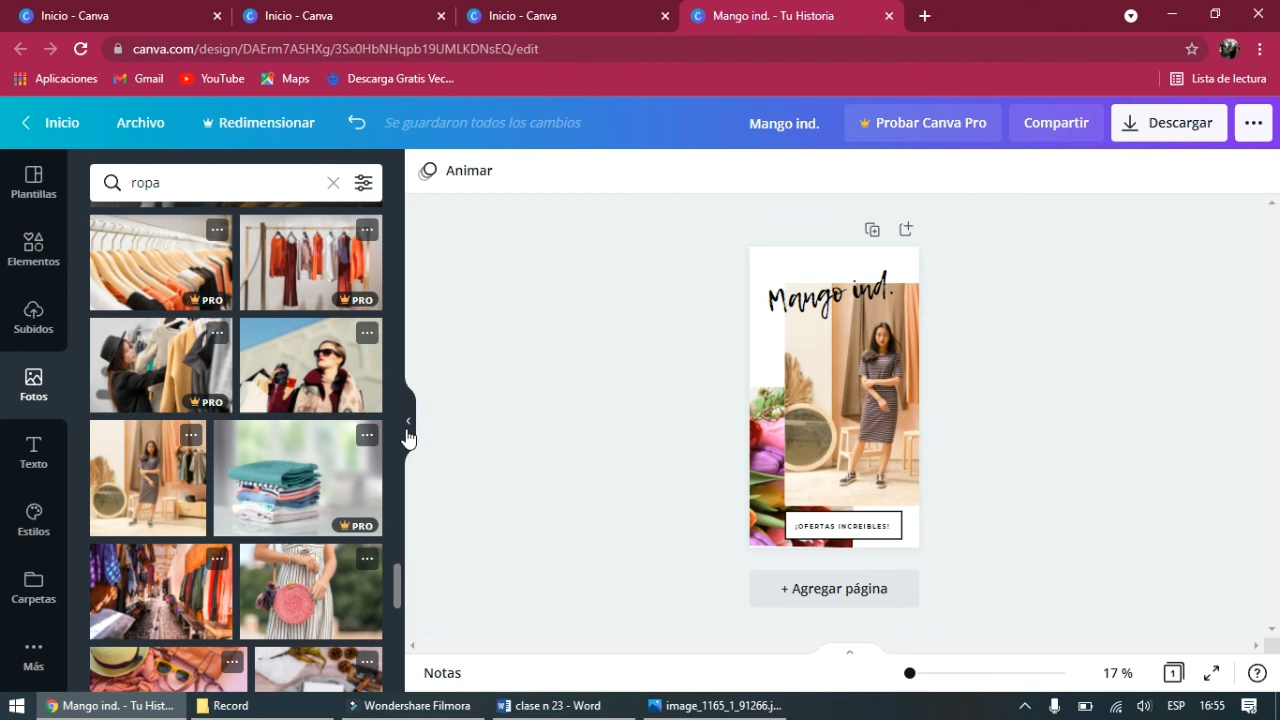 Inicio - Canva
Inicio - Canva
Inicio - Canva
Mango ind. - Tu Historia
canva.com/design/DAErm7A5HXg/3Sx0HbNHqpb19UMLKDNsEQ/edit
Aplicaciones
Gmail
YouTube
Maps
Descarga Gratis Vec...
Lista de lectura
Inicio
Archivo
Redimensionar
Se guardaron todos los cambios
Mango ind.
Probar Canva Pro
Compartir
Descargar
Plantillas
Elementos
Subidos
Fotos
Texto
Estilos
Carpetas
Más
ropa
PRO
PRO
PRO
PRO
Animar
Mango ind.
¡OFERTAS INCREIBLES!
+ Agregar página
Notas
17 %
1
Mango ind. - Tu Hist...
Record
Wondershare Filmora
clase n 23 - Word
image_1165_1_91266.j...
ESP
16:55